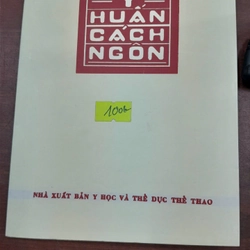 Y
HUẤN
CÁCH
NGÔN
100k
NHÀ XUẤT BẢN Y HỌC VÀ THỂ DỤC THỂ THAO